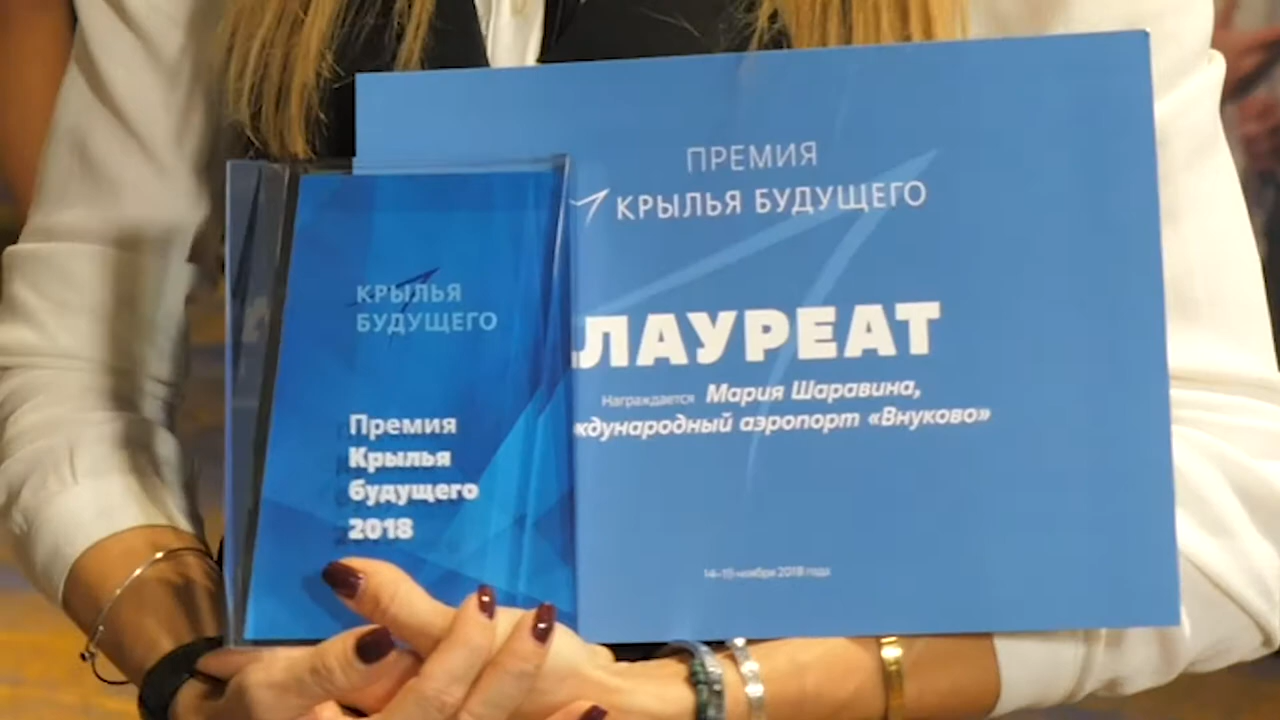 КРЫЛЬЯ
БУДУЩЕГО
Премия
Крылья
будущего
2018
ПРЕМИЯ
КРЫЛЬЯ БУДУЩЕГО
ЛАУРЕАТ
Награждается Мария Шаравина,
ждународный аэропорт «Внуково»
14–15 ноября 2018 года